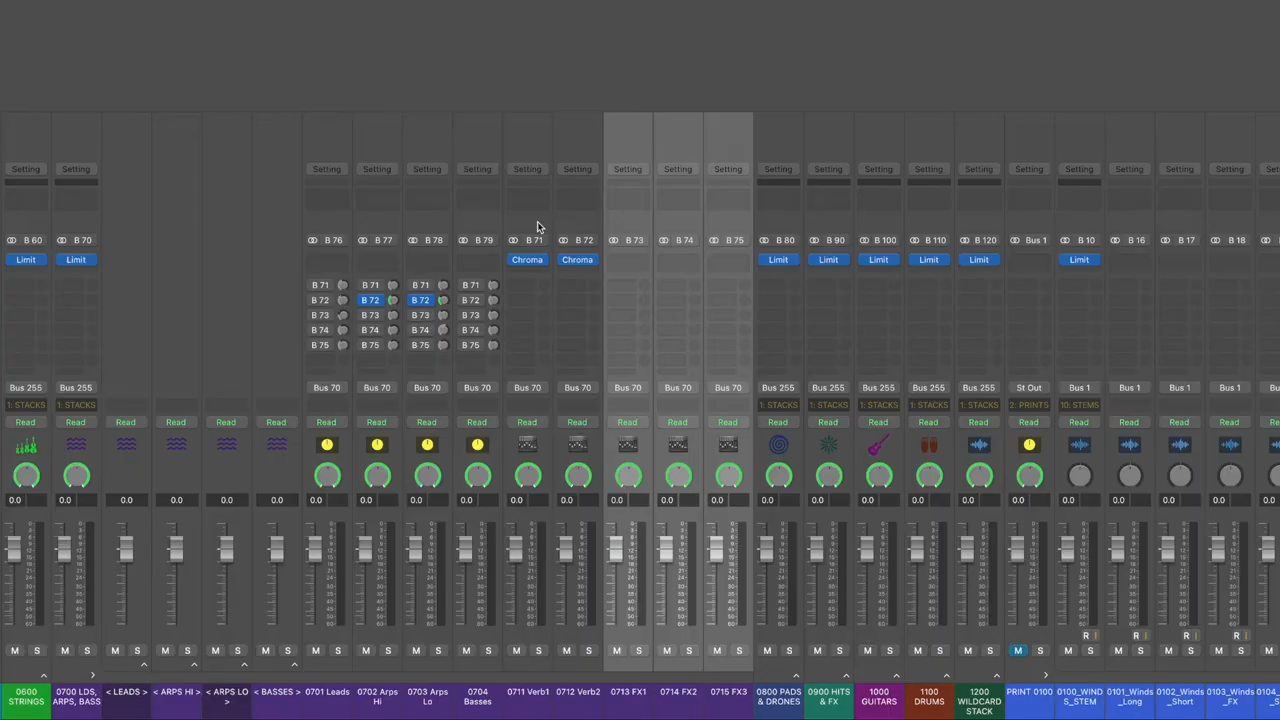 Setting Setting Setting Setting Setting Setting Setting Setting Setting Setting Setting Setting Setting Setting Setting Setting Setting Setting Setting Setting Setting
B 60 B 70 B 76 B 77 B 78 B 79 B 71 B 72 B 73 B 74 B 75 B 80 B 90 B 100 B 110 B 120 Bus 1 B 10 B 16 B 17 B 18
Limit Limit Chroma Chroma Limit Limit Limit Limit Limit Limit
B 71 B 71 B 71 B 71
B 72 B 72 B 72 B 72
B 73 B 73 B 73 B 73
B 74 B 74 B 74 B 74
B 75 B 75 B 75 B 75
Bus 255 Bus 255 Bus 70 Bus 70 Bus 70 Bus 70 Bus 70 Bus 70 Bus 70 Bus 70 Bus 70 Bus 255 Bus 255 Bus 255 Bus 255 Bus 255 St Out Bus 1 Bus 1 Bus 1 Bus 1
1: STACKS 1: STACKS 1: STACKS 1: STACKS 1: STACKS 1: STACKS 1: STACKS 2: PRINTS 10: STEMS
Read Read Read Read Read Read Read Read Read Read Read Read Read Read Read Read Read Read Read Read Read Read Read Read Read
0.0 0.0 0.0 0.0 0.0 0.0 0.0 0.0 0.0 0.0 0.0 0.0 0.0 0.0 0.0 0.0 0.0 0.0 0.0 0.0 0.0 0.0 0.0 0.0 0.0
R I R I R I R I
M S M S M S M S M S M S M S M S M S M S M S M S M S M S M S M S M S M S M S M S M S M S M S M S M S
0600 STRINGS
0700 LDS, ARPS, BASS
< LEADS >
< ARPS HI >
< ARPS LO >
< BASSES >
0701 Leads
0702 Arps Hi
0703 Arps Lo
0704 Basses
0711 Verb1
0712 Verb2
0713 FX1
0714 FX2
0715 FX3
0800 PADS & DRONES
0900 HITS & FX
1000 GUITARS
1100 DRUMS
1200 WILDCARD STACK
PRINT 0100
0100_WINDS_STEM
0101_Winds_Long
0102_Winds_Short
0103_Winds_FX